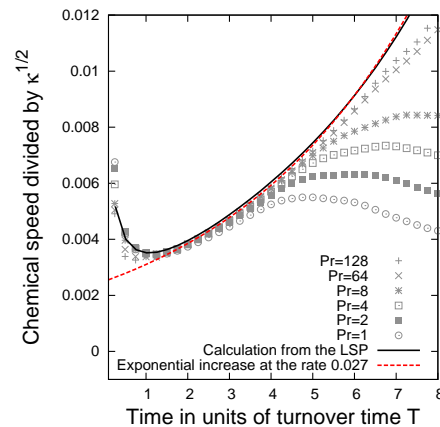 Chemical speed divided by κ^1/2
0.012
0.01
0.008
0.006
0.004
0.002
0
Pr=128
Pr=64
Pr=8
Pr=4
Pr=2
Pr=1
Calculation from the LSP
Exponential increase at the rate 0.027
1 2 3 4 5 6 7 8
Time in units of turnover time T